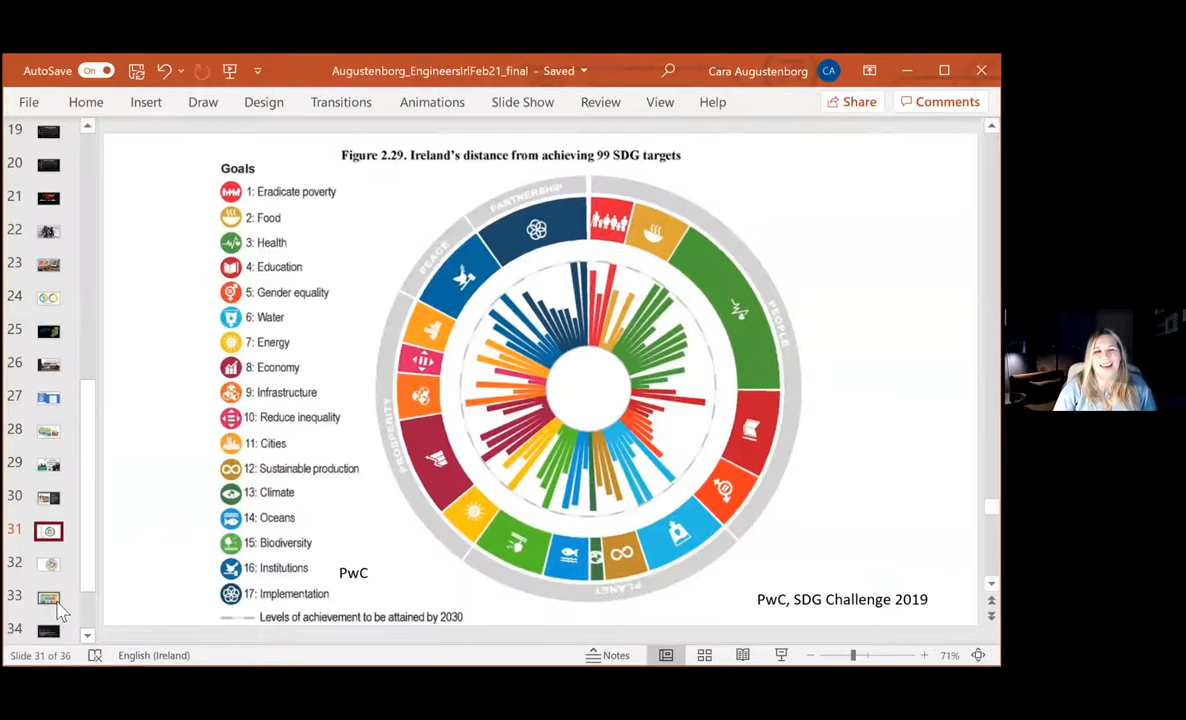 AutoSave On
Augustenborg_EngineersIrlFeb21_final - Saved
Cara Augustenborg CA
File Home Insert Draw Design Transitions Animations Slide Show Review View Help Share Comments
19
20
21
22
23
24
25
26
27
28
29
30
31
32
33
34
Figure 2.29. Ireland's distance from achieving 99 SDG targets
Goals
1: Eradicate poverty
2: Food
3: Health
4: Education
5: Gender equality
6: Water
7: Energy
8: Economy
9: Infrastructure
10: Reduce inequality
11: Cities
12: Sustainable production
13: Climate
14: Oceans
15: Biodiversity
16: Institutions
17: Implementation
Levels of achievement to be attained by 2030
PARTNERSHIP
PEOPLE
PLANET
PROSPERITY
PEACE
PwC
PwC, SDG Challenge 2019
Slide 31 of 36 English (Ireland) Notes 71%